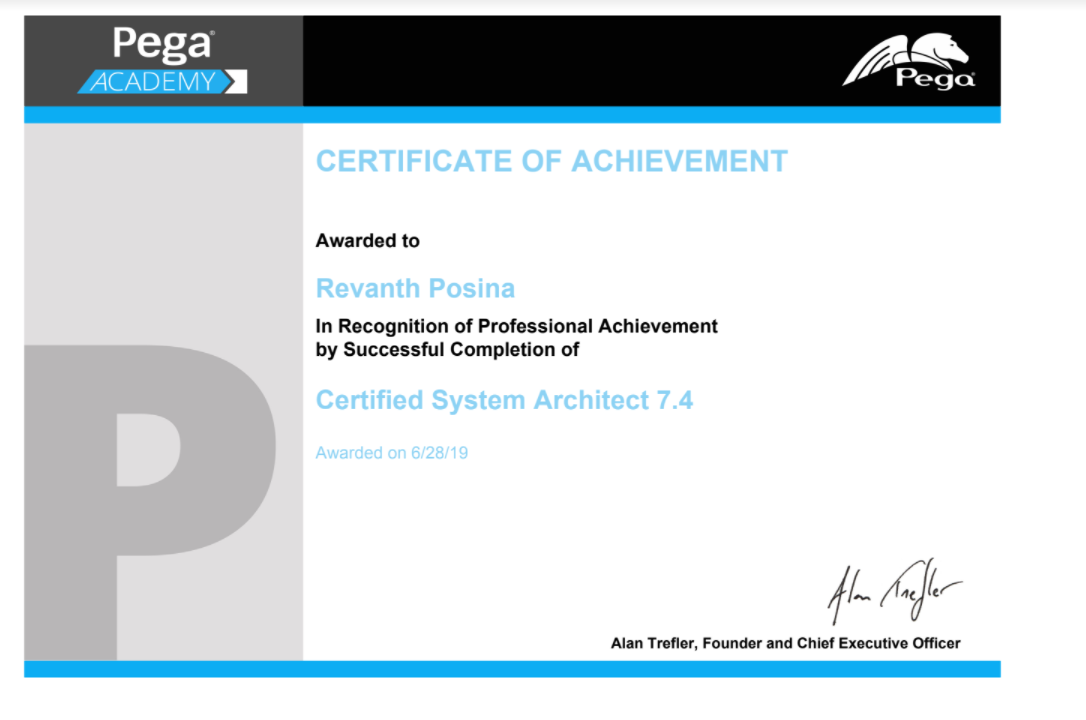 Pega®
ACADEMY
Pega®
CERTIFICATE OF ACHIEVEMENT
Awarded to
Revanth Posina
In Recognition of Professional Achievement
by Successful Completion of
Certified System Architect 7.4
Awarded on 6/28/19
P
Alan Trefler
Alan Trefler, Founder and Chief Executive Officer